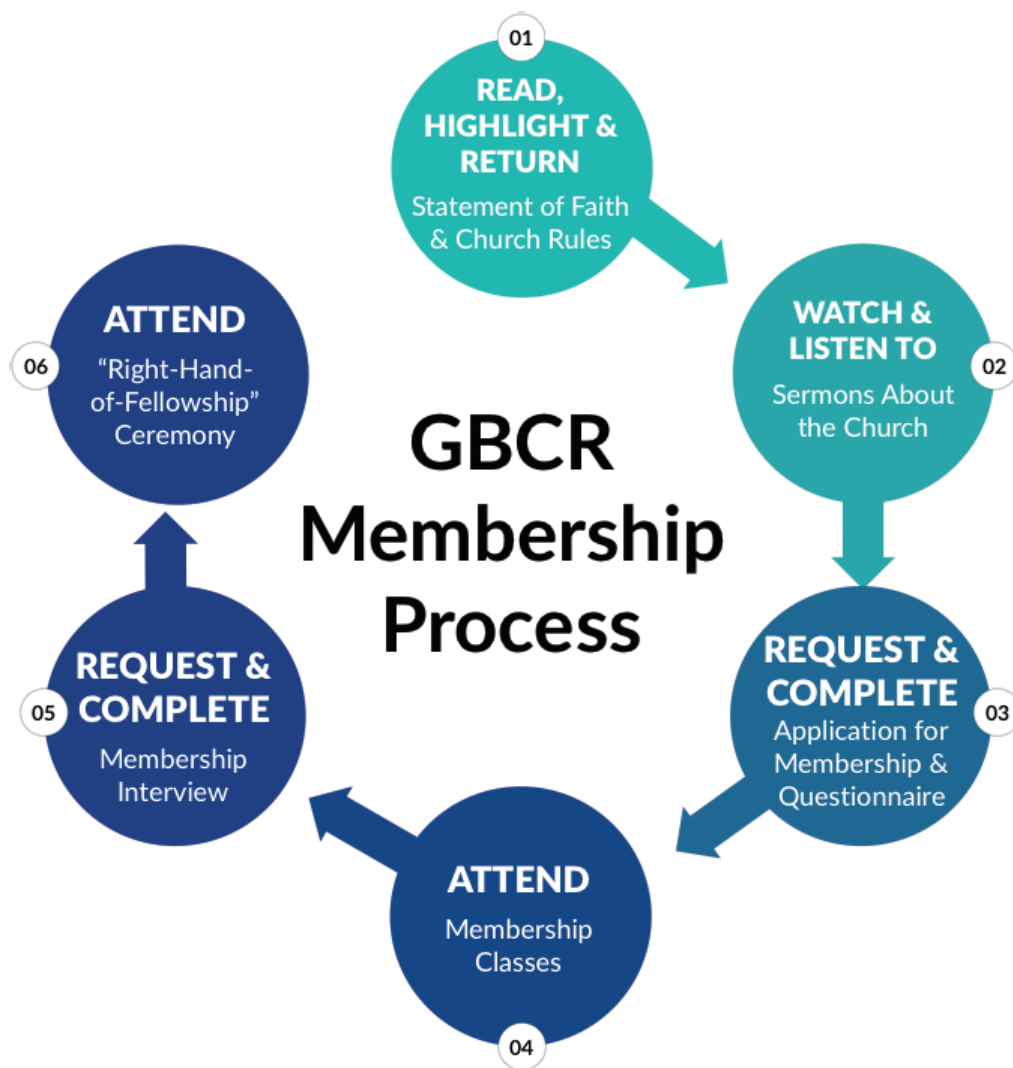 01
READ,
HIGHLIGHT &
RETURN
Statement of Faith
& Church Rules
WATCH &
LISTEN TO
Sermons About
the Church
02
REQUEST &
COMPLETE
Application for
Membership &
Questionnaire
03
ATTEND
Membership
Classes
04
REQUEST &
COMPLETE
Membership
Interview
05
ATTEND
“Right-Hand-
of-Fellowship”
Ceremony
06
GBCR
Membership
Process